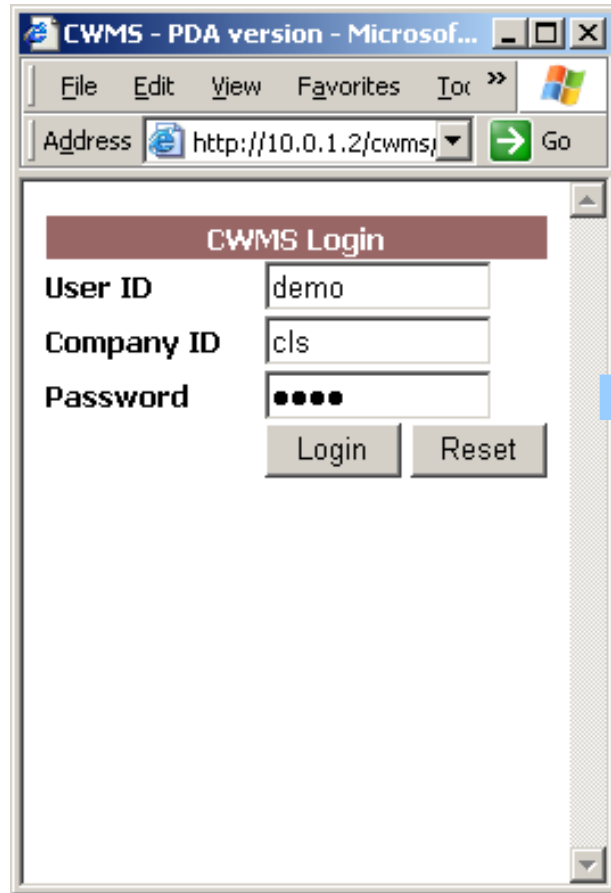 CWMS - PDA version - Microsof...
File Edit View Favorites »
Address http://10.0.1.2/cwms/ Go
CWMS Login
User ID demo
Company ID cls
Password ●●●●
Login Reset